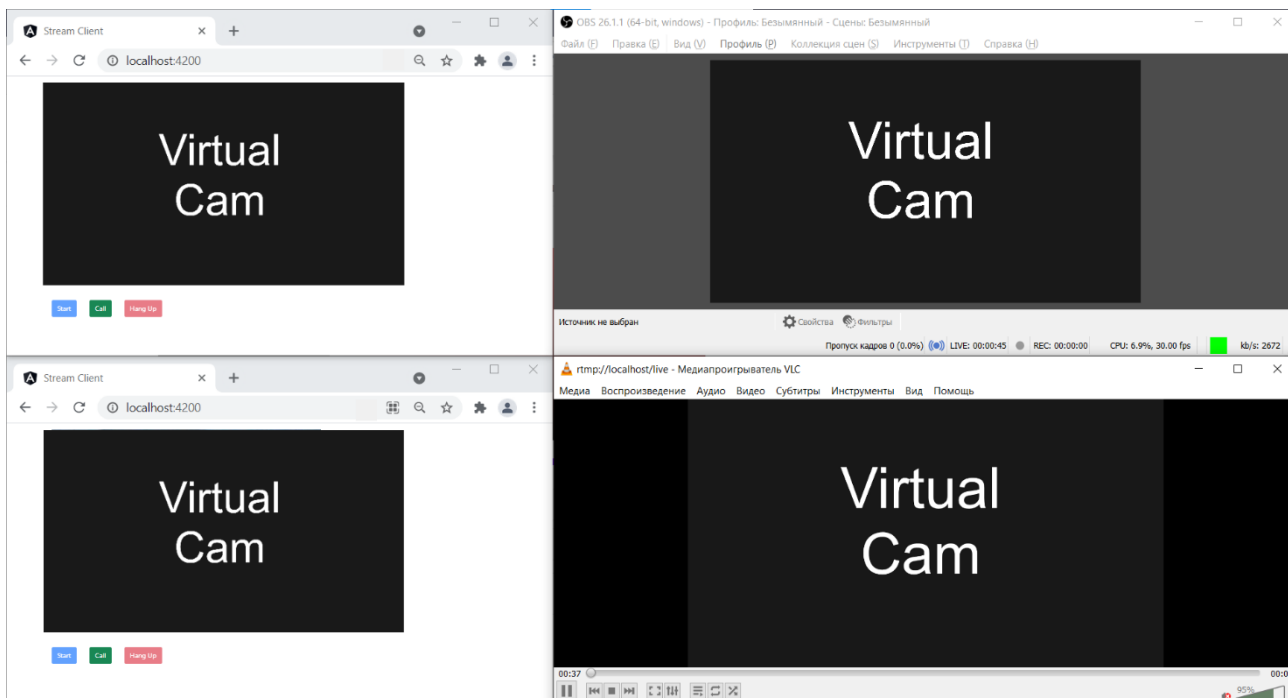 Stream Client
localhost:4200
Virtual
Cam
Start
Call
Hang Up
OBS 26.1.1 (64-bit, windows) - Профиль: Безымянный - Сцены: Безымянный
Файл (F) Правка (E) Вид (V) Профиль (P) Коллекция сцен (S) Инструменты (T) Справка (H)
Virtual
Cam
Источник не выбран
Свойства
Фильтры
Пропуск кадров 0 (0.0%) LIVE: 00:00:45 REC: 00:00:00 CPU: 6.9%, 30.00 fps kb/s: 2672
Stream Client
localhost:4200
Virtual
Cam
Start
Call
Hang Up
rtmp://localhost/live - Медиапроигрыватель VLC
Медиа Воспроизведение Аудио Видео Субтитры Инструменты Вид Помощь
Virtual
Cam
00:37
95%